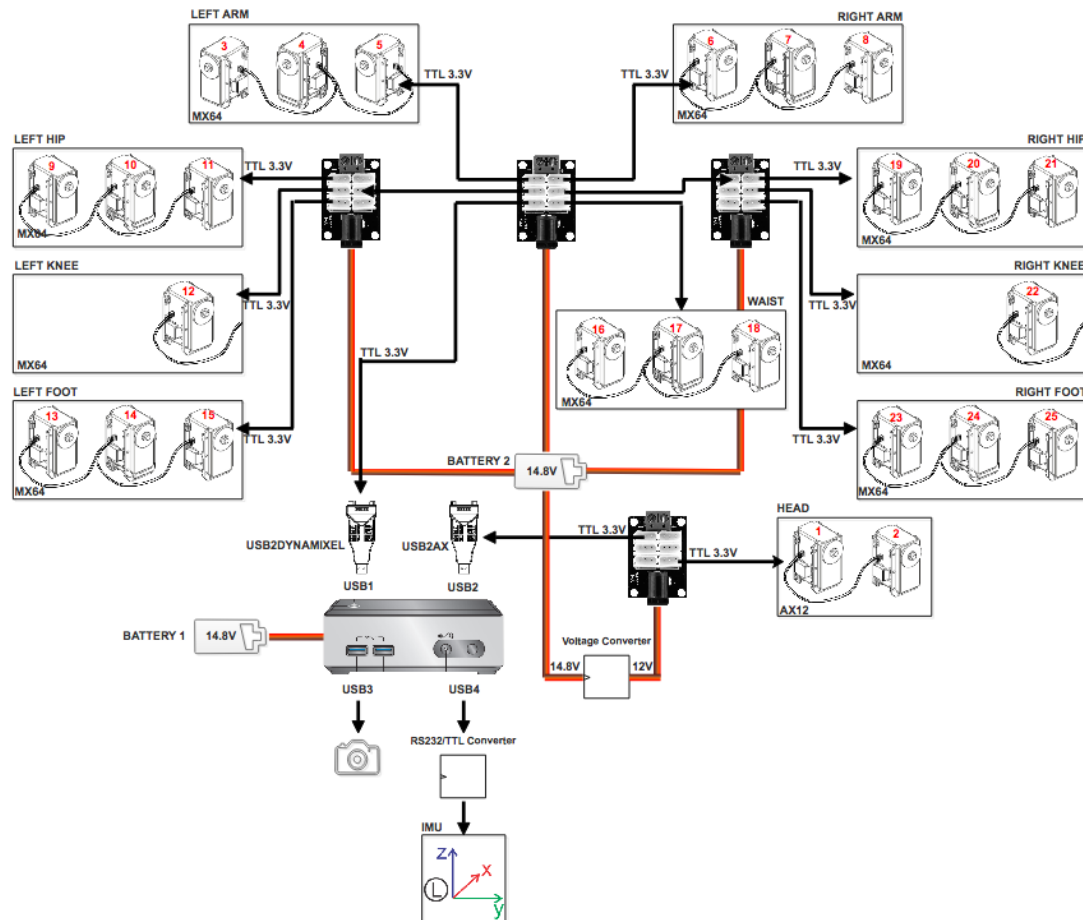 LEFT ARM
3 4 5
MX64
TTL 3.3V
RIGHT ARM
6 7 8
MX64
TTL 3.3V
LEFT HIP
9 10 11
MX64
TTL 3.3V
RIGHT HIP
19 20 21
MX64
TTL 3.3V
LEFT KNEE
12
MX64
TTL 3.3V
RIGHT KNEE
22
MX64
TTL 3.3V
WAIST
16 17 18
MX64
TTL 3.3V
LEFT FOOT
13 14 15
MX64
TTL 3.3V
RIGHT FOOT
23 24 25
MX64
TTL 3.3V
BATTERY 2
14.8V
USB2DYNAMIXEL
USB2AX
TTL 3.3V
TTL 3.3V
HEAD
1 2
AX12
USB1
USB2
BATTERY 1
14.8V
Voltage Converter
14.8V
12V
USB3
USB4
RS232/TTL Converter
IMU
Z
X
y
L